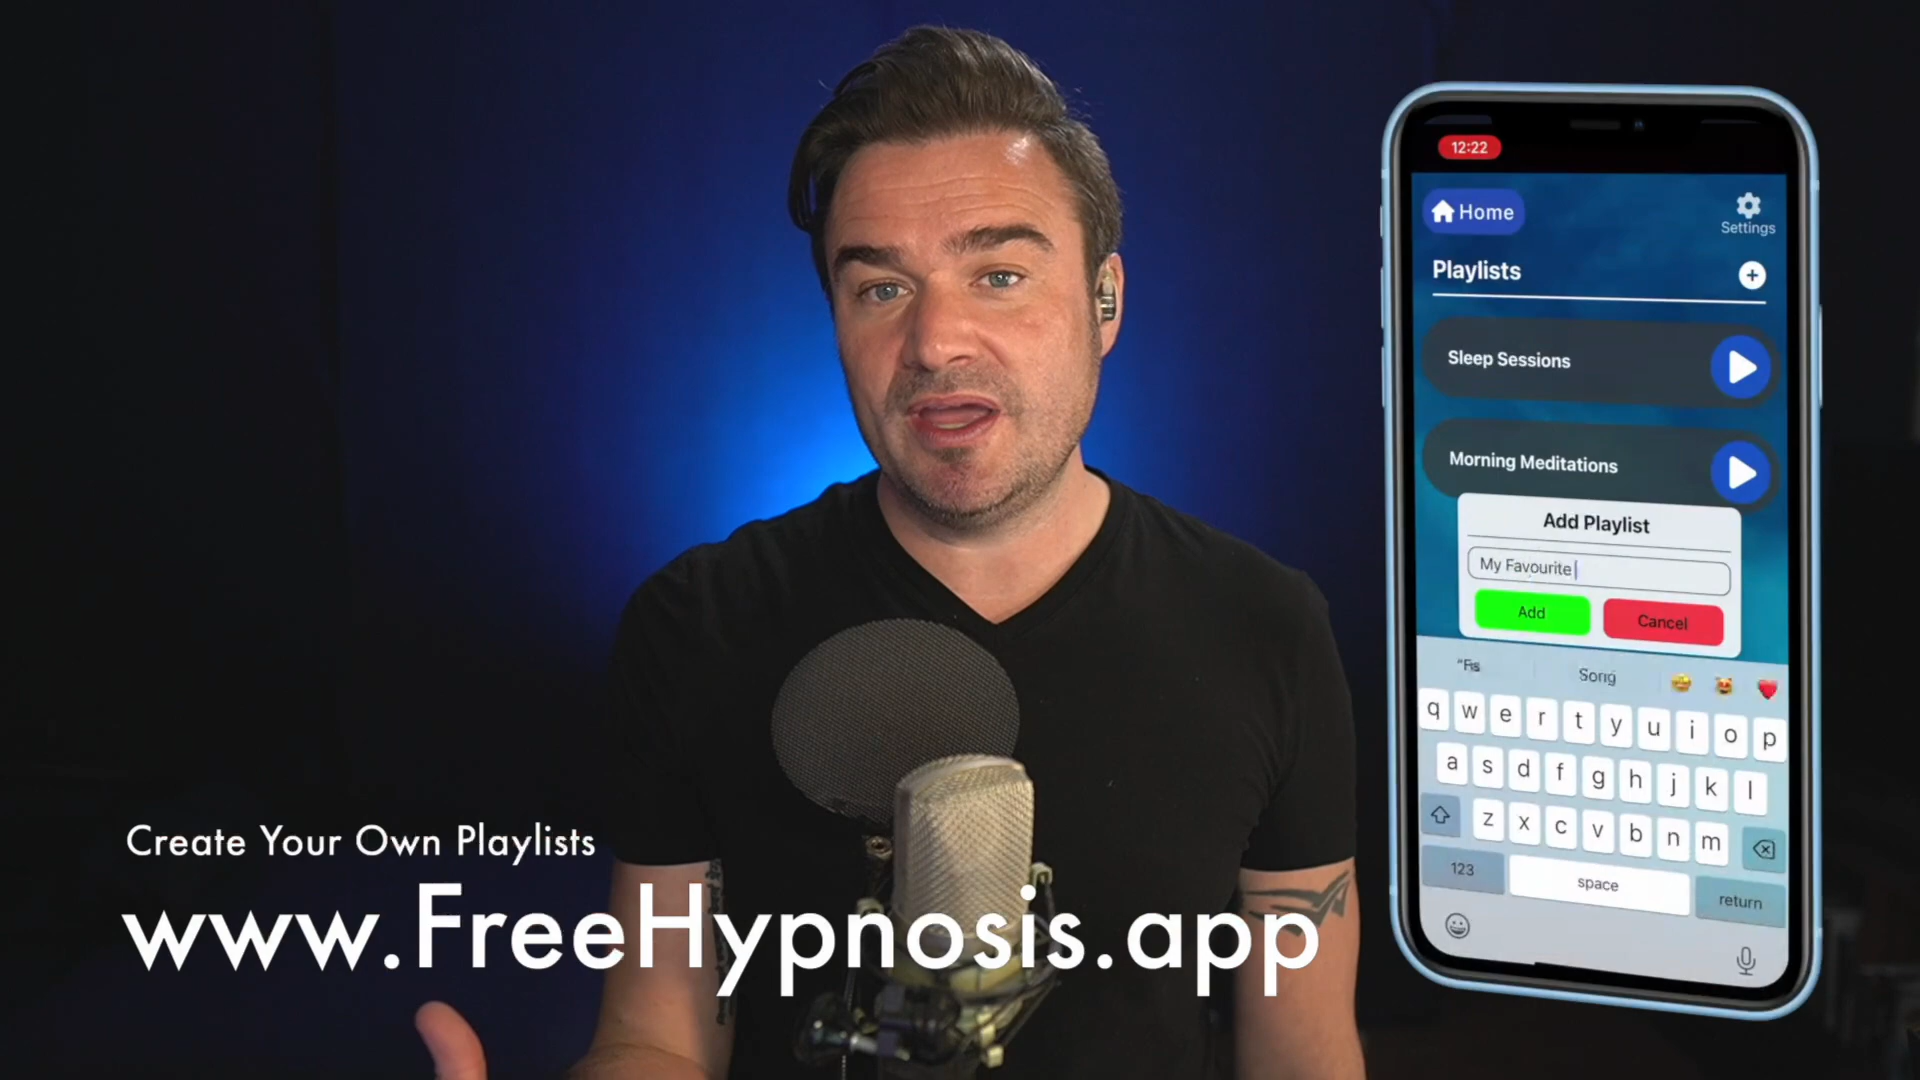 12:22
Home
Settings
Playlists
Sleep Sessions
Morning Meditations
Add Playlist
My Favourite
Add
Cancel
"Fis
Song
q w e r t y u i o p
a s d f g h j k l
z x c v b n m
123
space
return
Create Your Own Playlists
www.FreeHypnosis.app